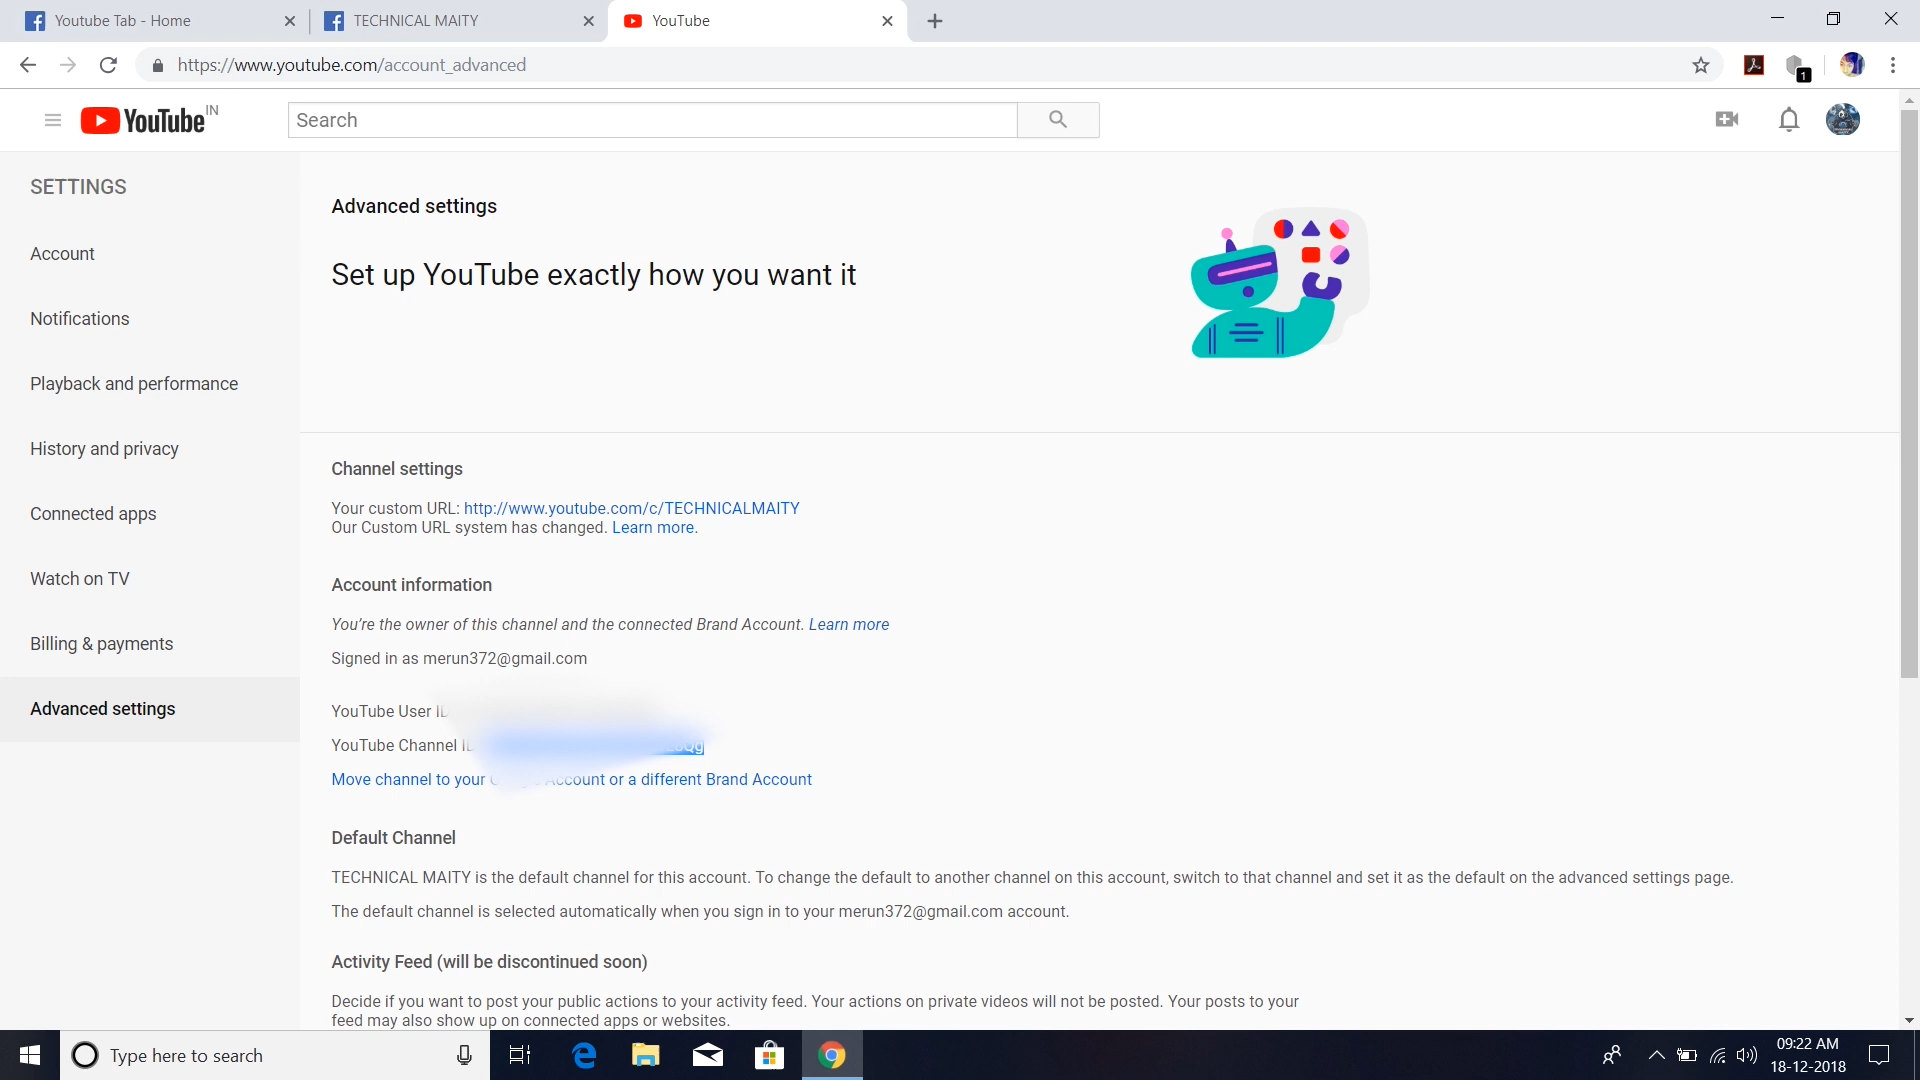 Youtube Tab - Home
TECHNICAL MAITY
YouTube
https://www.youtube.com/account_advanced
1
YouTube IN
Search
SETTINGS
Account
Notifications
Playback and performance
History and privacy
Connected apps
Watch on TV
Billing & payments
Advanced settings
Advanced settings
Set up YouTube exactly how you want it
Channel settings
Your custom URL: http://www.youtube.com/c/TECHNICALMAITY
Our Custom URL system has changed. Learn more.
Account information
You're the owner of this channel and the connected Brand Account. Learn more
Signed in as merun372@gmail.com
YouTube User ID
YouTube Channel ID
Move channel to your Account or a different Brand Account
Default Channel
TECHNICAL MAITY is the default channel for this account. To change the default to another channel on this account, switch to that channel and set it as the default on the advanced settings page.
The default channel is selected automatically when you sign in to your merun372@gmail.com account.
Activity Feed (will be discontinued soon)
Decide if you want to post your public actions to your activity feed. Your actions on private videos will not be posted. Your posts to your
feed may also show up on connected apps or websites.
Type here to search
09:22 AM
18-12-2018